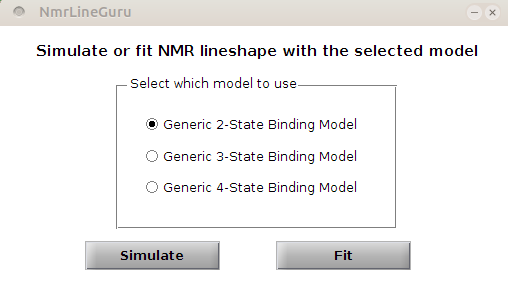 NmrLineGuru
Simulate or fit NMR lineshape with the selected model
Select which model to use
Generic 2-State Binding Model
Generic 3-State Binding Model
Generic 4-State Binding Model
Simulate Fit